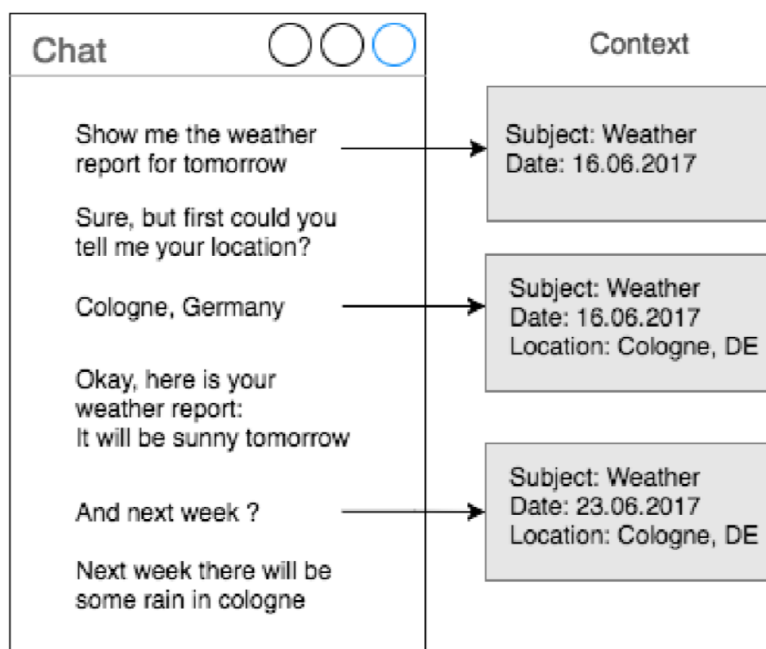 Chat
Context
Show me the weather
report for tomorrow
Subject: Weather
Date: 16.06.2017
Sure, but first could you
tell me your location?
Cologne, Germany
Subject: Weather
Date: 16.06.2017
Location: Cologne, DE
Okay, here is your
weather report:
It will be sunny tomorrow
And next week ?
Subject: Weather
Date: 23.06.2017
Location: Cologne, DE
Next week there will be
some rain in cologne